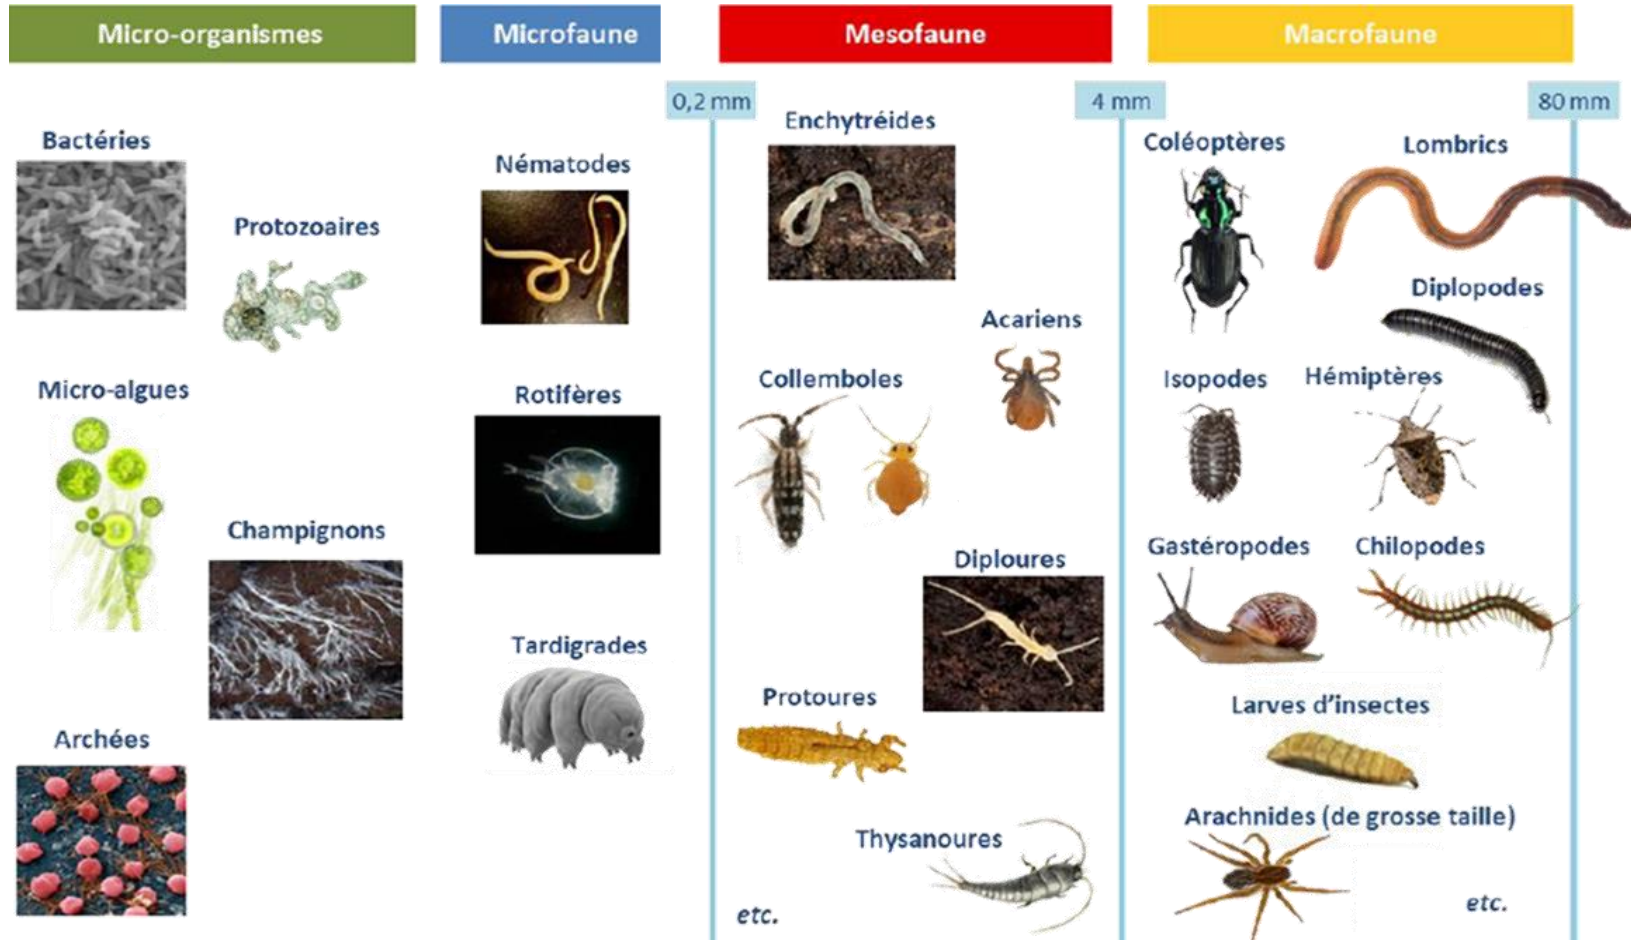 Micro-organismes
Microfaune
Mesofaune
Macrofaune
0,2 mm
4 mm
80 mm
Bactéries
Protozoaires
Micro-algues
Champignons
Archées
Nématodes
Rotifères
Tardigrades
Enchytréides
Acariens
Collemboles
Diploures
Protoures
Thysanoures
etc.
Coléoptères
Lombrics
Diplopodes
Isopodes
Hémiptères
Gastéropodes
Chilopodes
Larves d'insectes
Arachnides (de grosse taille)
etc.